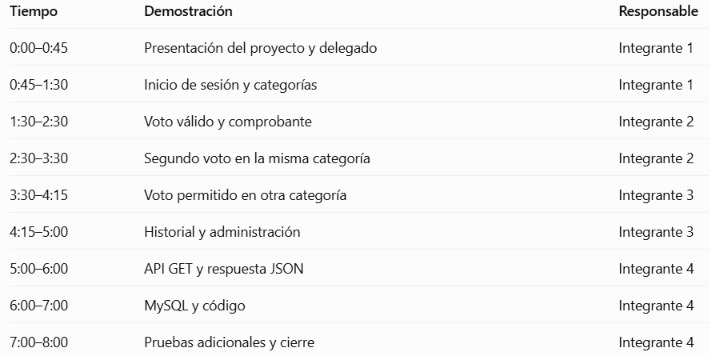 Tiempo Demostración Responsable
0:00–0:45 Presentación del proyecto y delegado Integrante 1
0:45–1:30 Inicio de sesión y categorías Integrante 1
1:30–2:30 Voto válido y comprobante Integrante 2
2:30–3:30 Segundo voto en la misma categoría Integrante 2
3:30–4:15 Voto permitido en otra categoría Integrante 3
4:15–5:00 Historial y administración Integrante 3
5:00–6:00 API GET y respuesta JSON Integrante 4
6:00–7:00 MySQL y código Integrante 4
7:00–8:00 Pruebas adicionales y cierre Integrante 4